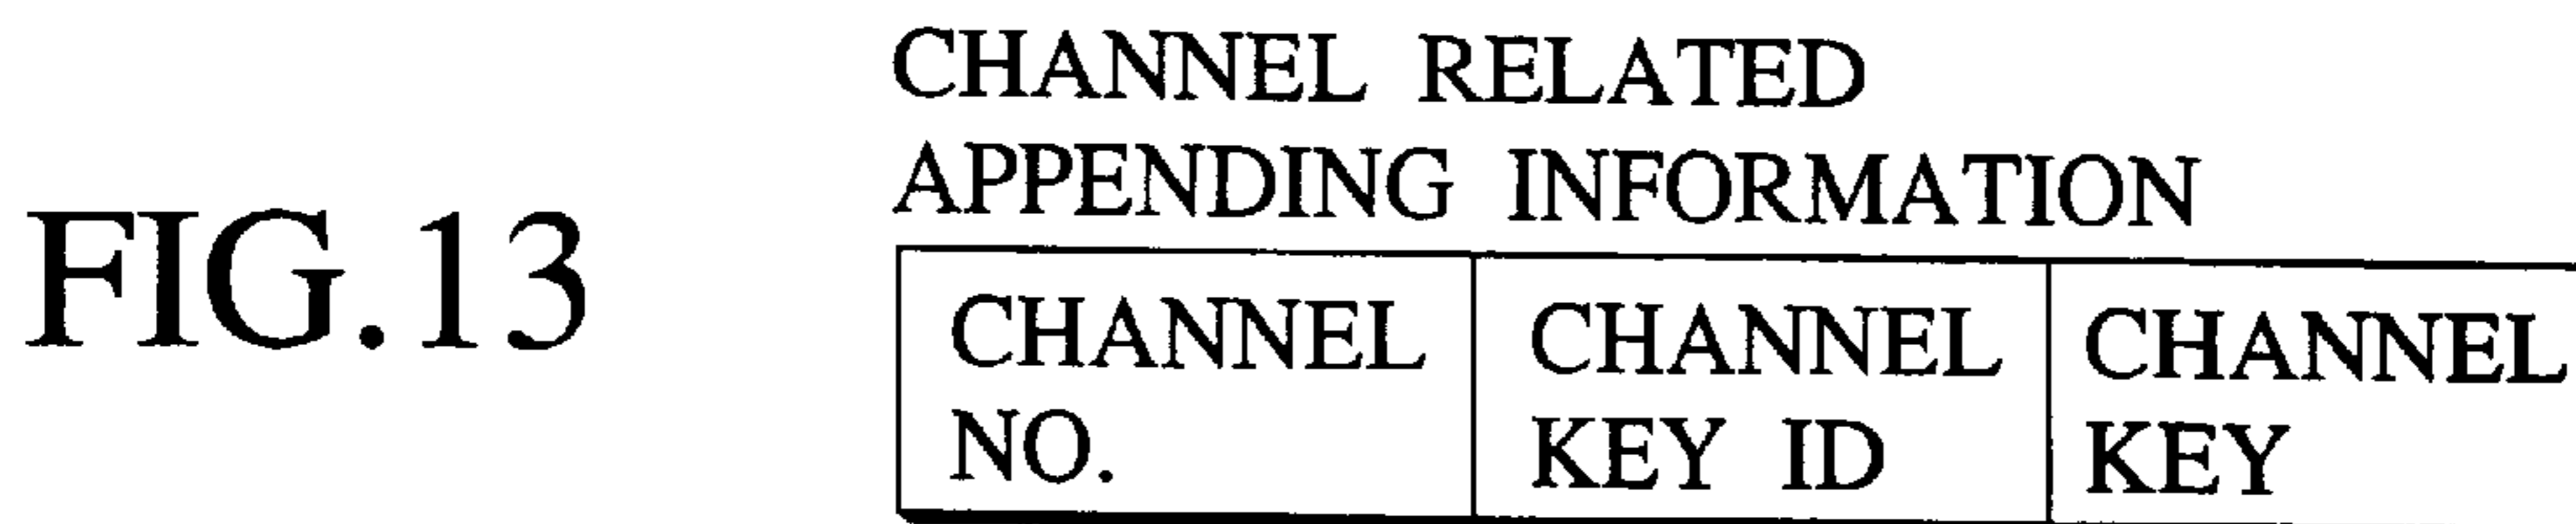 FIG.13
CHANNEL RELATED
APPENDING INFORMATION
CHANNEL
NO.
CHANNEL
KEY ID
CHANNEL
KEY